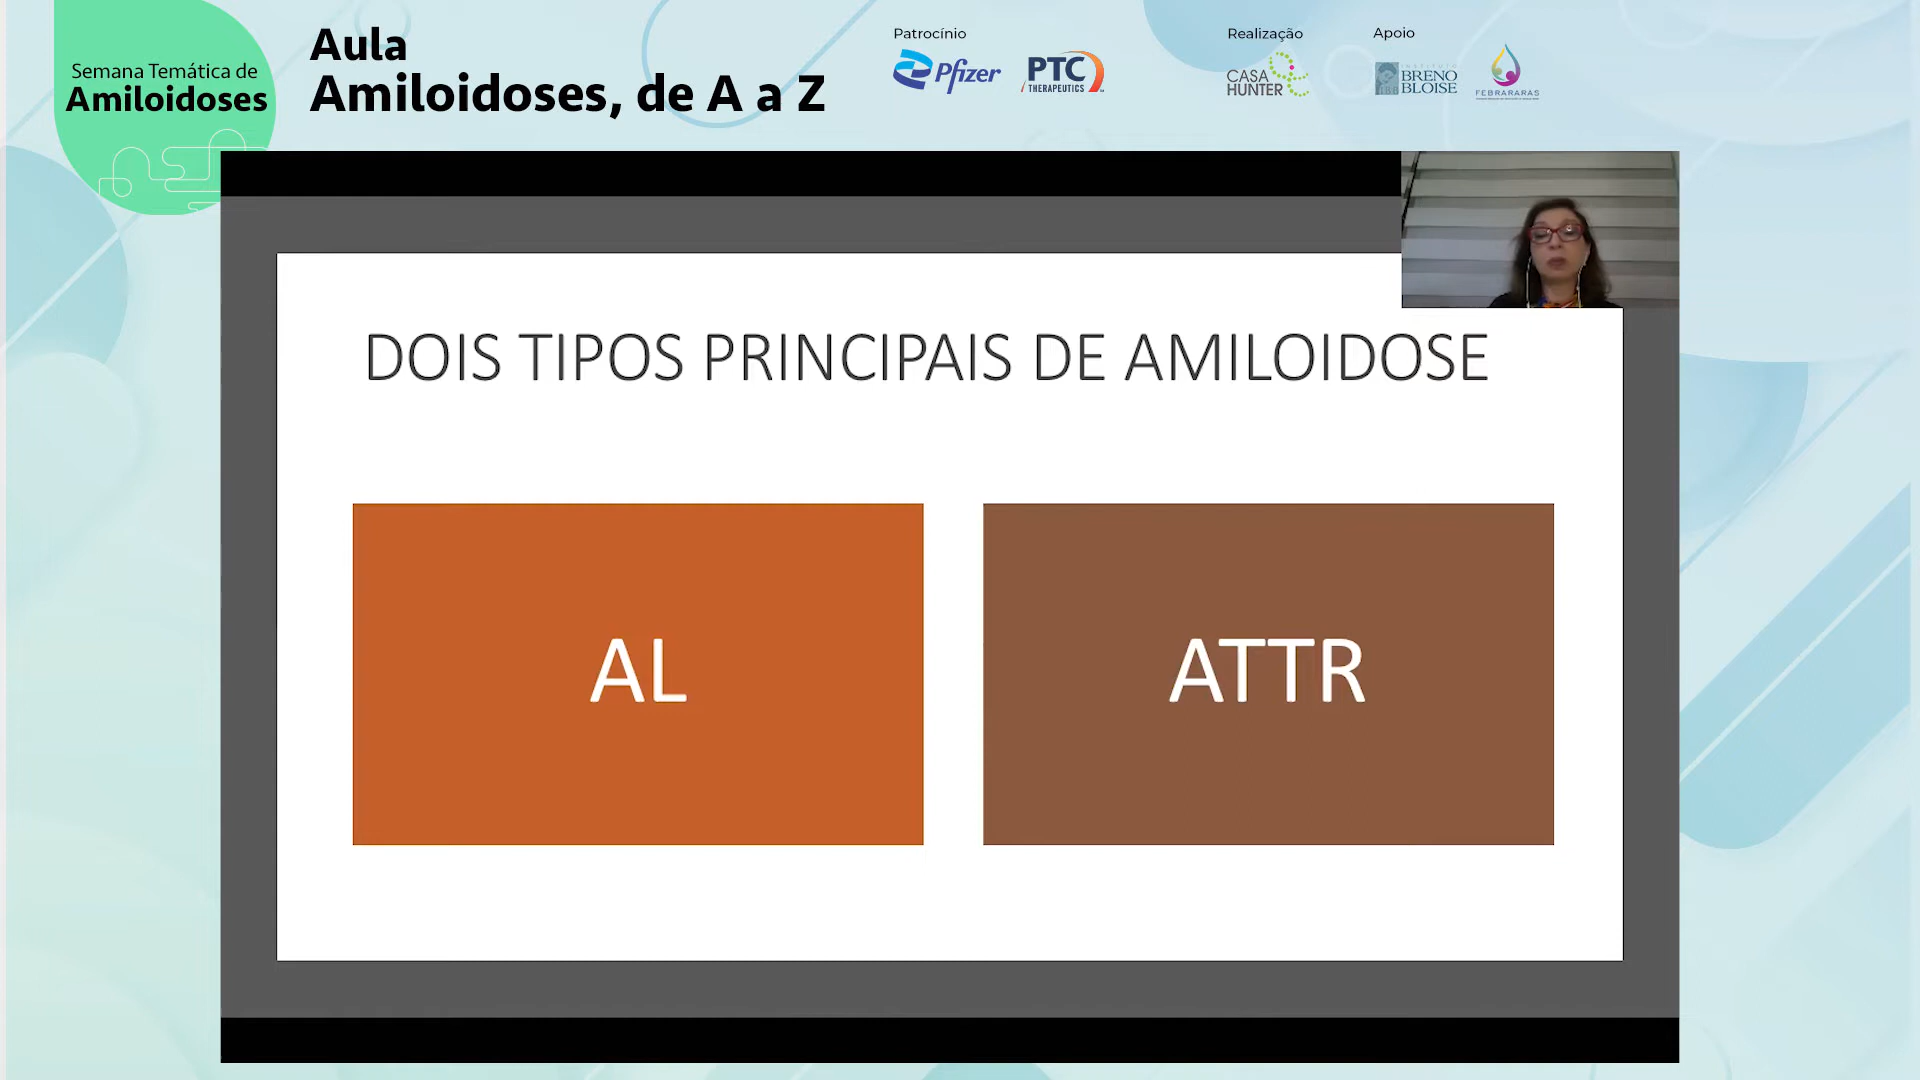 Semana Temática de
Amiloidoses
Aula
Amiloidoses, de A a Z
Patrocínio
Pfizer
PTC
THERAPEUTICS
Realização
CASA
HUNTER
Apoio
INSTITUTO
BRENO
BLOISE
FEBRARARAS
DOIS TIPOS PRINCIPAIS DE AMILOIDOSE
AL
ATTR